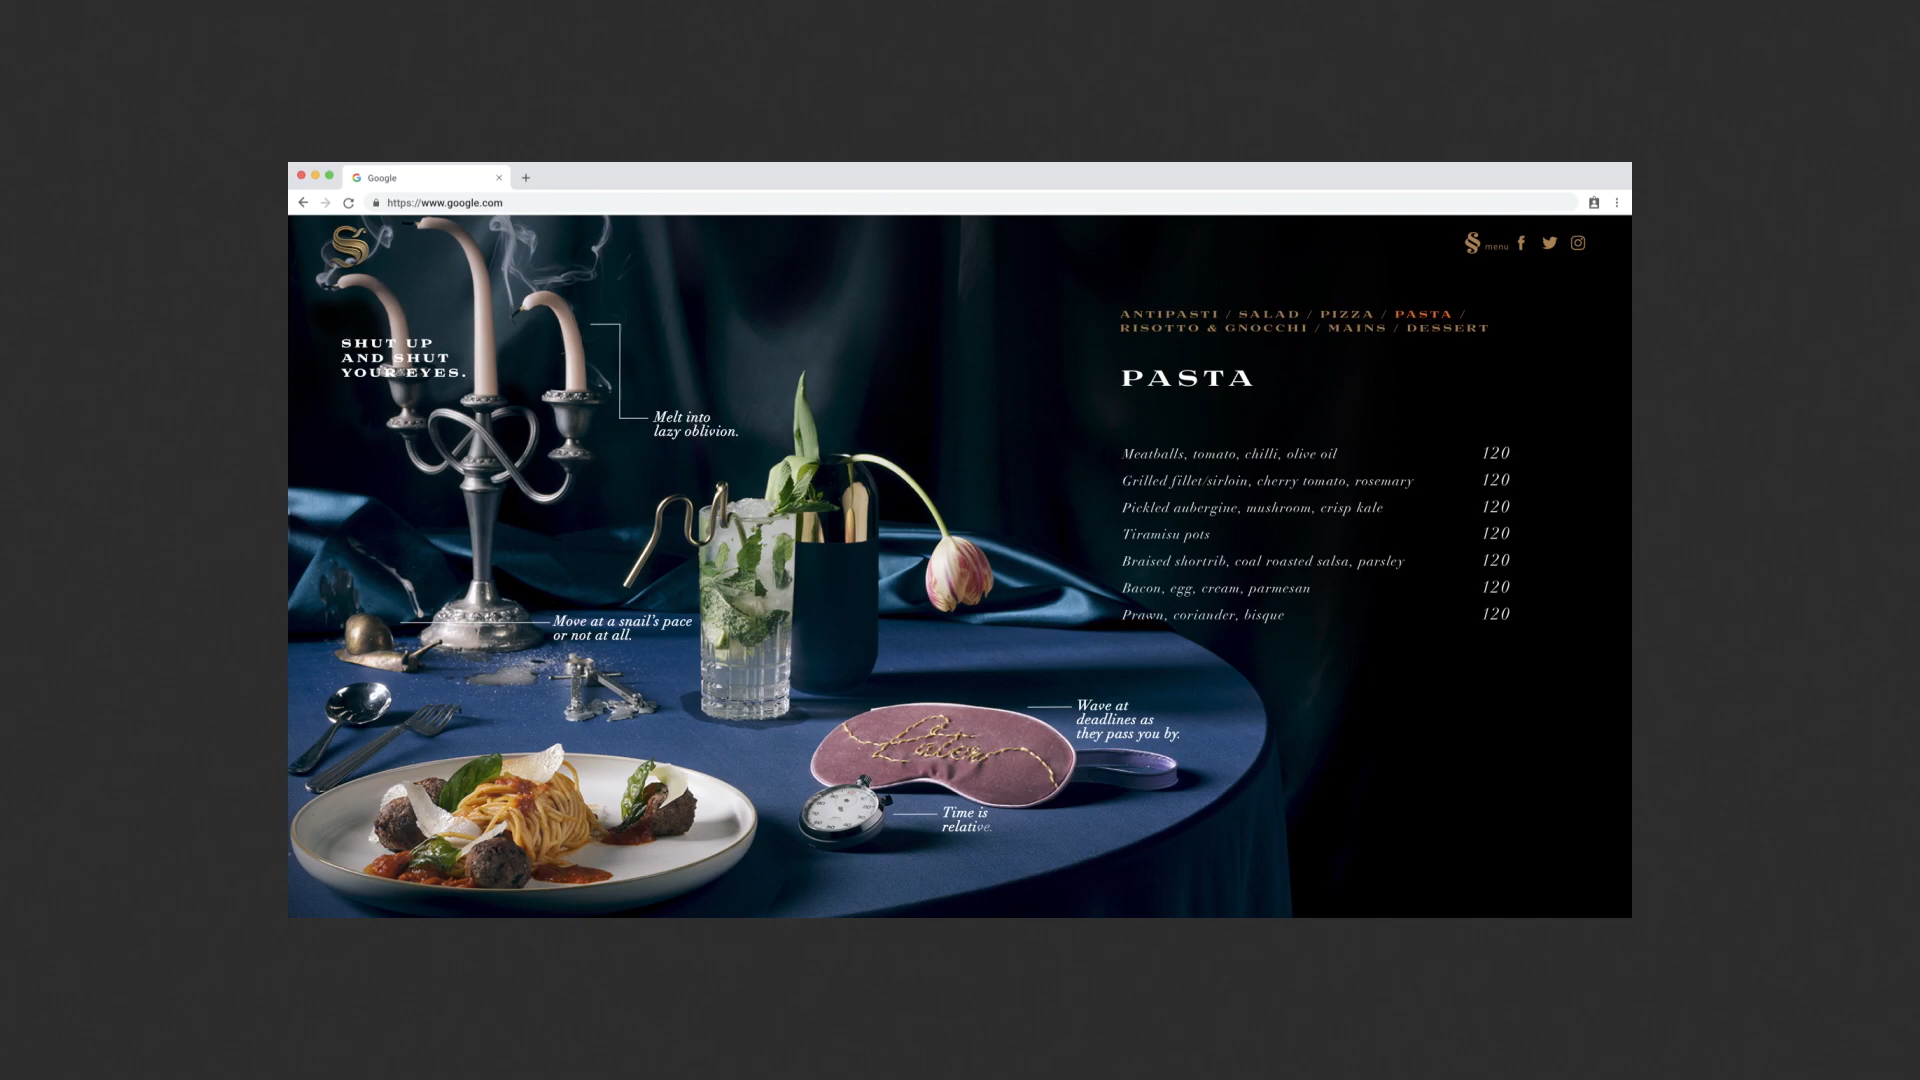 Google
https://www.google.com
S
menu
SHUT UP
AND SHUT
YOUR EYES.
Melt into
lazy oblivion.
Move at a snail's pace
or not at all.
Wave at
deadlines as
they pass you by.
Later
Time is
relative.
ANTIPASTI / SALAD / PIZZA / PASTA /
RISOTTO & GNOCCHI / MAINS / DESSERT
PASTA
Meatballs, tomato, chilli, olive oil 120
Grilled fillet/sirloin, cherry tomato, rosemary 120
Pickled aubergine, mushroom, crisp kale 120
Tiramisu pots 120
Braised shortrib, coal roasted salsa, parsley 120
Bacon, egg, cream, parmesan 120
Prawn, coriander, bisque 120